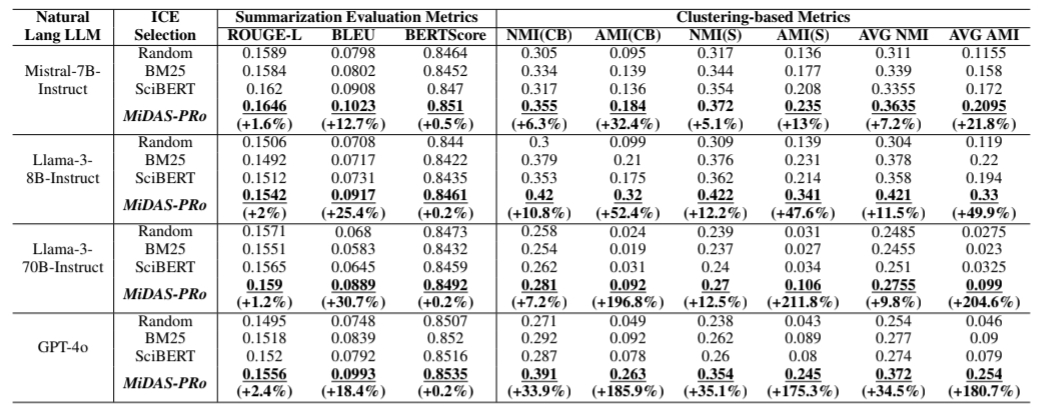 Natural ICE Summarization Evaluation Metrics Clustering-based Metrics
Lang LLM Selection ROUGE-L BLEU BERTScore NMI(CB) AMI(CB) NMI(S) AMI(S) AVG NMI AVG AMI
Random 0.1589 0.0798 0.8464 0.305 0.095 0.317 0.136 0.311 0.1155
Mistral-7B- BM25 0.1584 0.0802 0.8452 0.334 0.139 0.344 0.177 0.339 0.158
Instruct SciBERT 0.162 0.0908 0.847 0.317 0.136 0.354 0.208 0.3355 0.172
MiDAS-PRo 0.1646 0.1023 0.851 0.355 0.184 0.372 0.235 0.3635 0.2095
(+1.6%) (+12.7%) (+0.5%) (+6.3%) (+32.4%) (+5.1%) (+13%) (+7.2%) (+21.8%)
Random 0.1506 0.0708 0.844 0.3 0.099 0.309 0.139 0.304 0.119
Llama-3- BM25 0.1492 0.0717 0.8422 0.379 0.21 0.376 0.231 0.378 0.22
8B-Instruct SciBERT 0.1512 0.0731 0.8435 0.353 0.175 0.362 0.214 0.358 0.194
MiDAS-PRo 0.1542 0.0917 0.8461 0.42 0.32 0.422 0.341 0.421 0.33
(+2%) (+25.4%) (+0.2%) (+10.8%) (+52.4%) (+12.2%) (+47.6%) (+11.5%) (+49.9%)
Random 0.1571 0.068 0.8473 0.258 0.024 0.239 0.031 0.2485 0.0275
Llama-3- BM25 0.1551 0.0583 0.8432 0.254 0.019 0.237 0.027 0.2455 0.023
70B-Instruct SciBERT 0.1565 0.0645 0.8459 0.262 0.031 0.24 0.034 0.251 0.0325
MiDAS-PRo 0.159 0.0889 0.8492 0.281 0.092 0.27 0.106 0.2755 0.099
(+1.2%) (+30.7%) (+0.2%) (+7.2%) (+196.8%) (+12.5%) (+211.8%) (+9.8%) (+204.6%)
Random 0.1495 0.0748 0.8507 0.271 0.049 0.238 0.043 0.254 0.046
GPT-4o BM25 0.1518 0.0839 0.852 0.292 0.092 0.262 0.089 0.277 0.09
SciBERT 0.152 0.0792 0.8516 0.287 0.078 0.26 0.08 0.274 0.079
MiDAS-PRo 0.1556 0.0993 0.8535 0.391 0.263 0.354 0.245 0.372 0.254
(+2.4%) (+18.4%) (+0.2%) (+33.9%) (+185.9%) (+35.1%) (+175.3%) (+34.5%) (+180.7%)